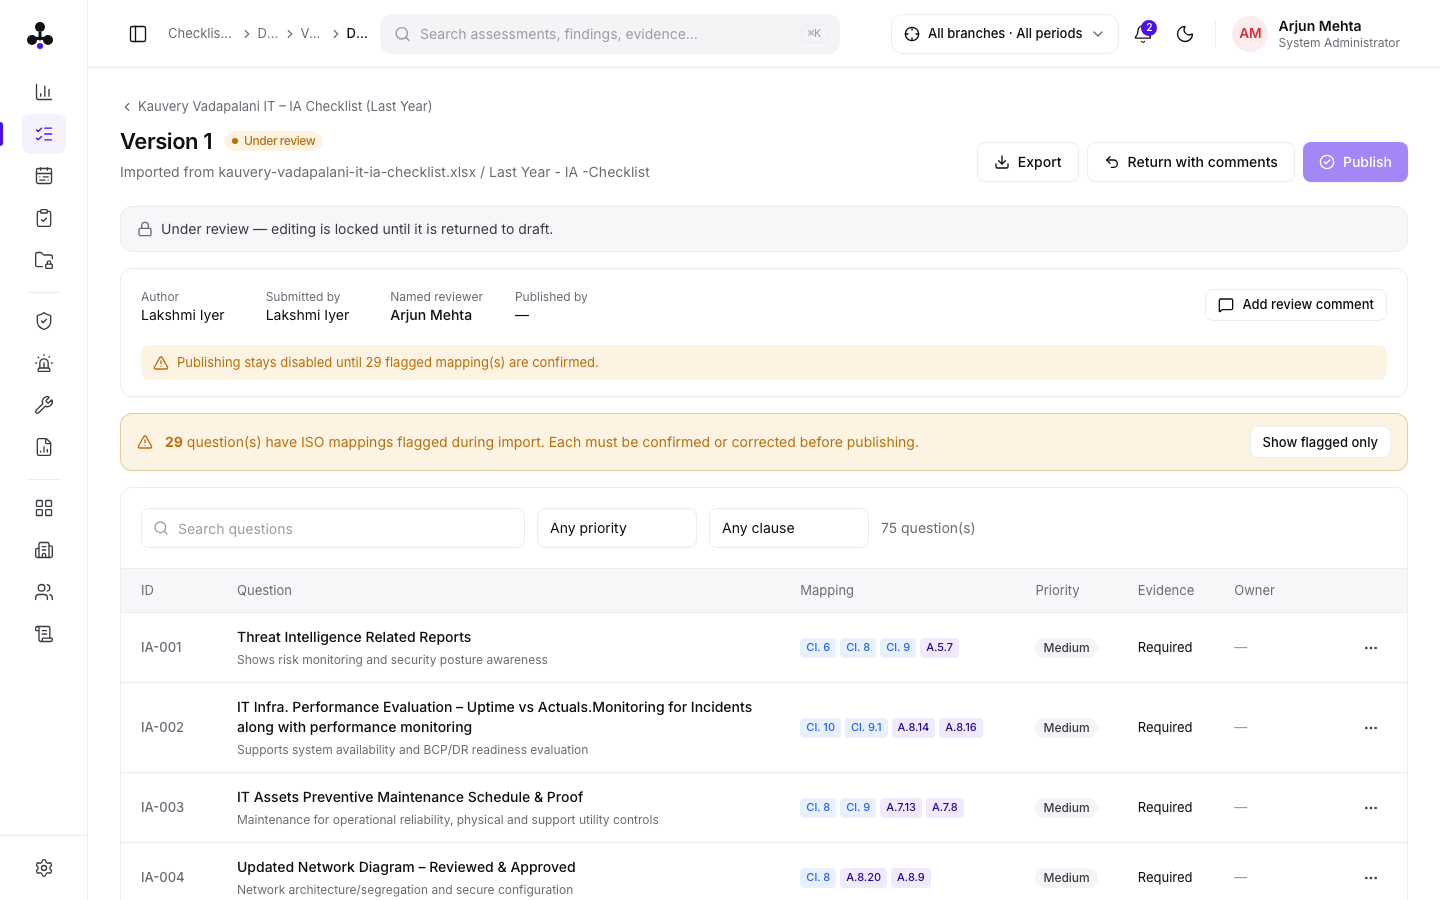 Checklis...
D...
V...
D...
Search assessments, findings, evidence...
⌘K
All branches · All periods
2
AM
Arjun Mehta
System Administrator
Kauvery Vadapalani IT – IA Checklist (Last Year)
Version 1
Under review
Imported from kauvery-vadapalani-it-ia-checklist.xlsx / Last Year - IA -Checklist
Export
Return with comments
Publish
Under review — editing is locked until it is returned to draft.
Author
Submitted by
Named reviewer
Published by
Lakshmi Iyer
Lakshmi Iyer
Arjun Mehta
—
Add review comment
Publishing stays disabled until 29 flagged mapping(s) are confirmed.
29 question(s) have ISO mappings flagged during import. Each must be confirmed or corrected before publishing.
Show flagged only
Search questions
Any priority
Any clause
75 question(s)
ID
Question
Mapping
Priority
Evidence
Owner
IA-001
Threat Intelligence Related Reports
Shows risk monitoring and security posture awareness
Cl. 6
Cl. 8
Cl. 9
A.5.7
Medium
Required
—
IA-002
IT Infra. Performance Evaluation – Uptime vs Actuals.Monitoring for Incidents
along with performance monitoring
Supports system availability and BCP/DR readiness evaluation
Cl. 10
Cl. 9.1
A.8.14
A.8.16
Medium
Required
—
IA-003
IT Assets Preventive Maintenance Schedule & Proof
Maintenance for operational reliability, physical and support utility controls
Cl. 8
Cl. 9
A.7.13
A.7.8
Medium
Required
—
IA-004
Updated Network Diagram – Reviewed & Approved
Network architecture/segregation and secure configuration
Cl. 8
A.8.20
A.8.9
Medium
Required
—